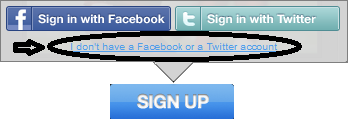 Sign in with Facebook
Sign in with Twitter
I don't have a Facebook or a Twitter account
SIGN UP